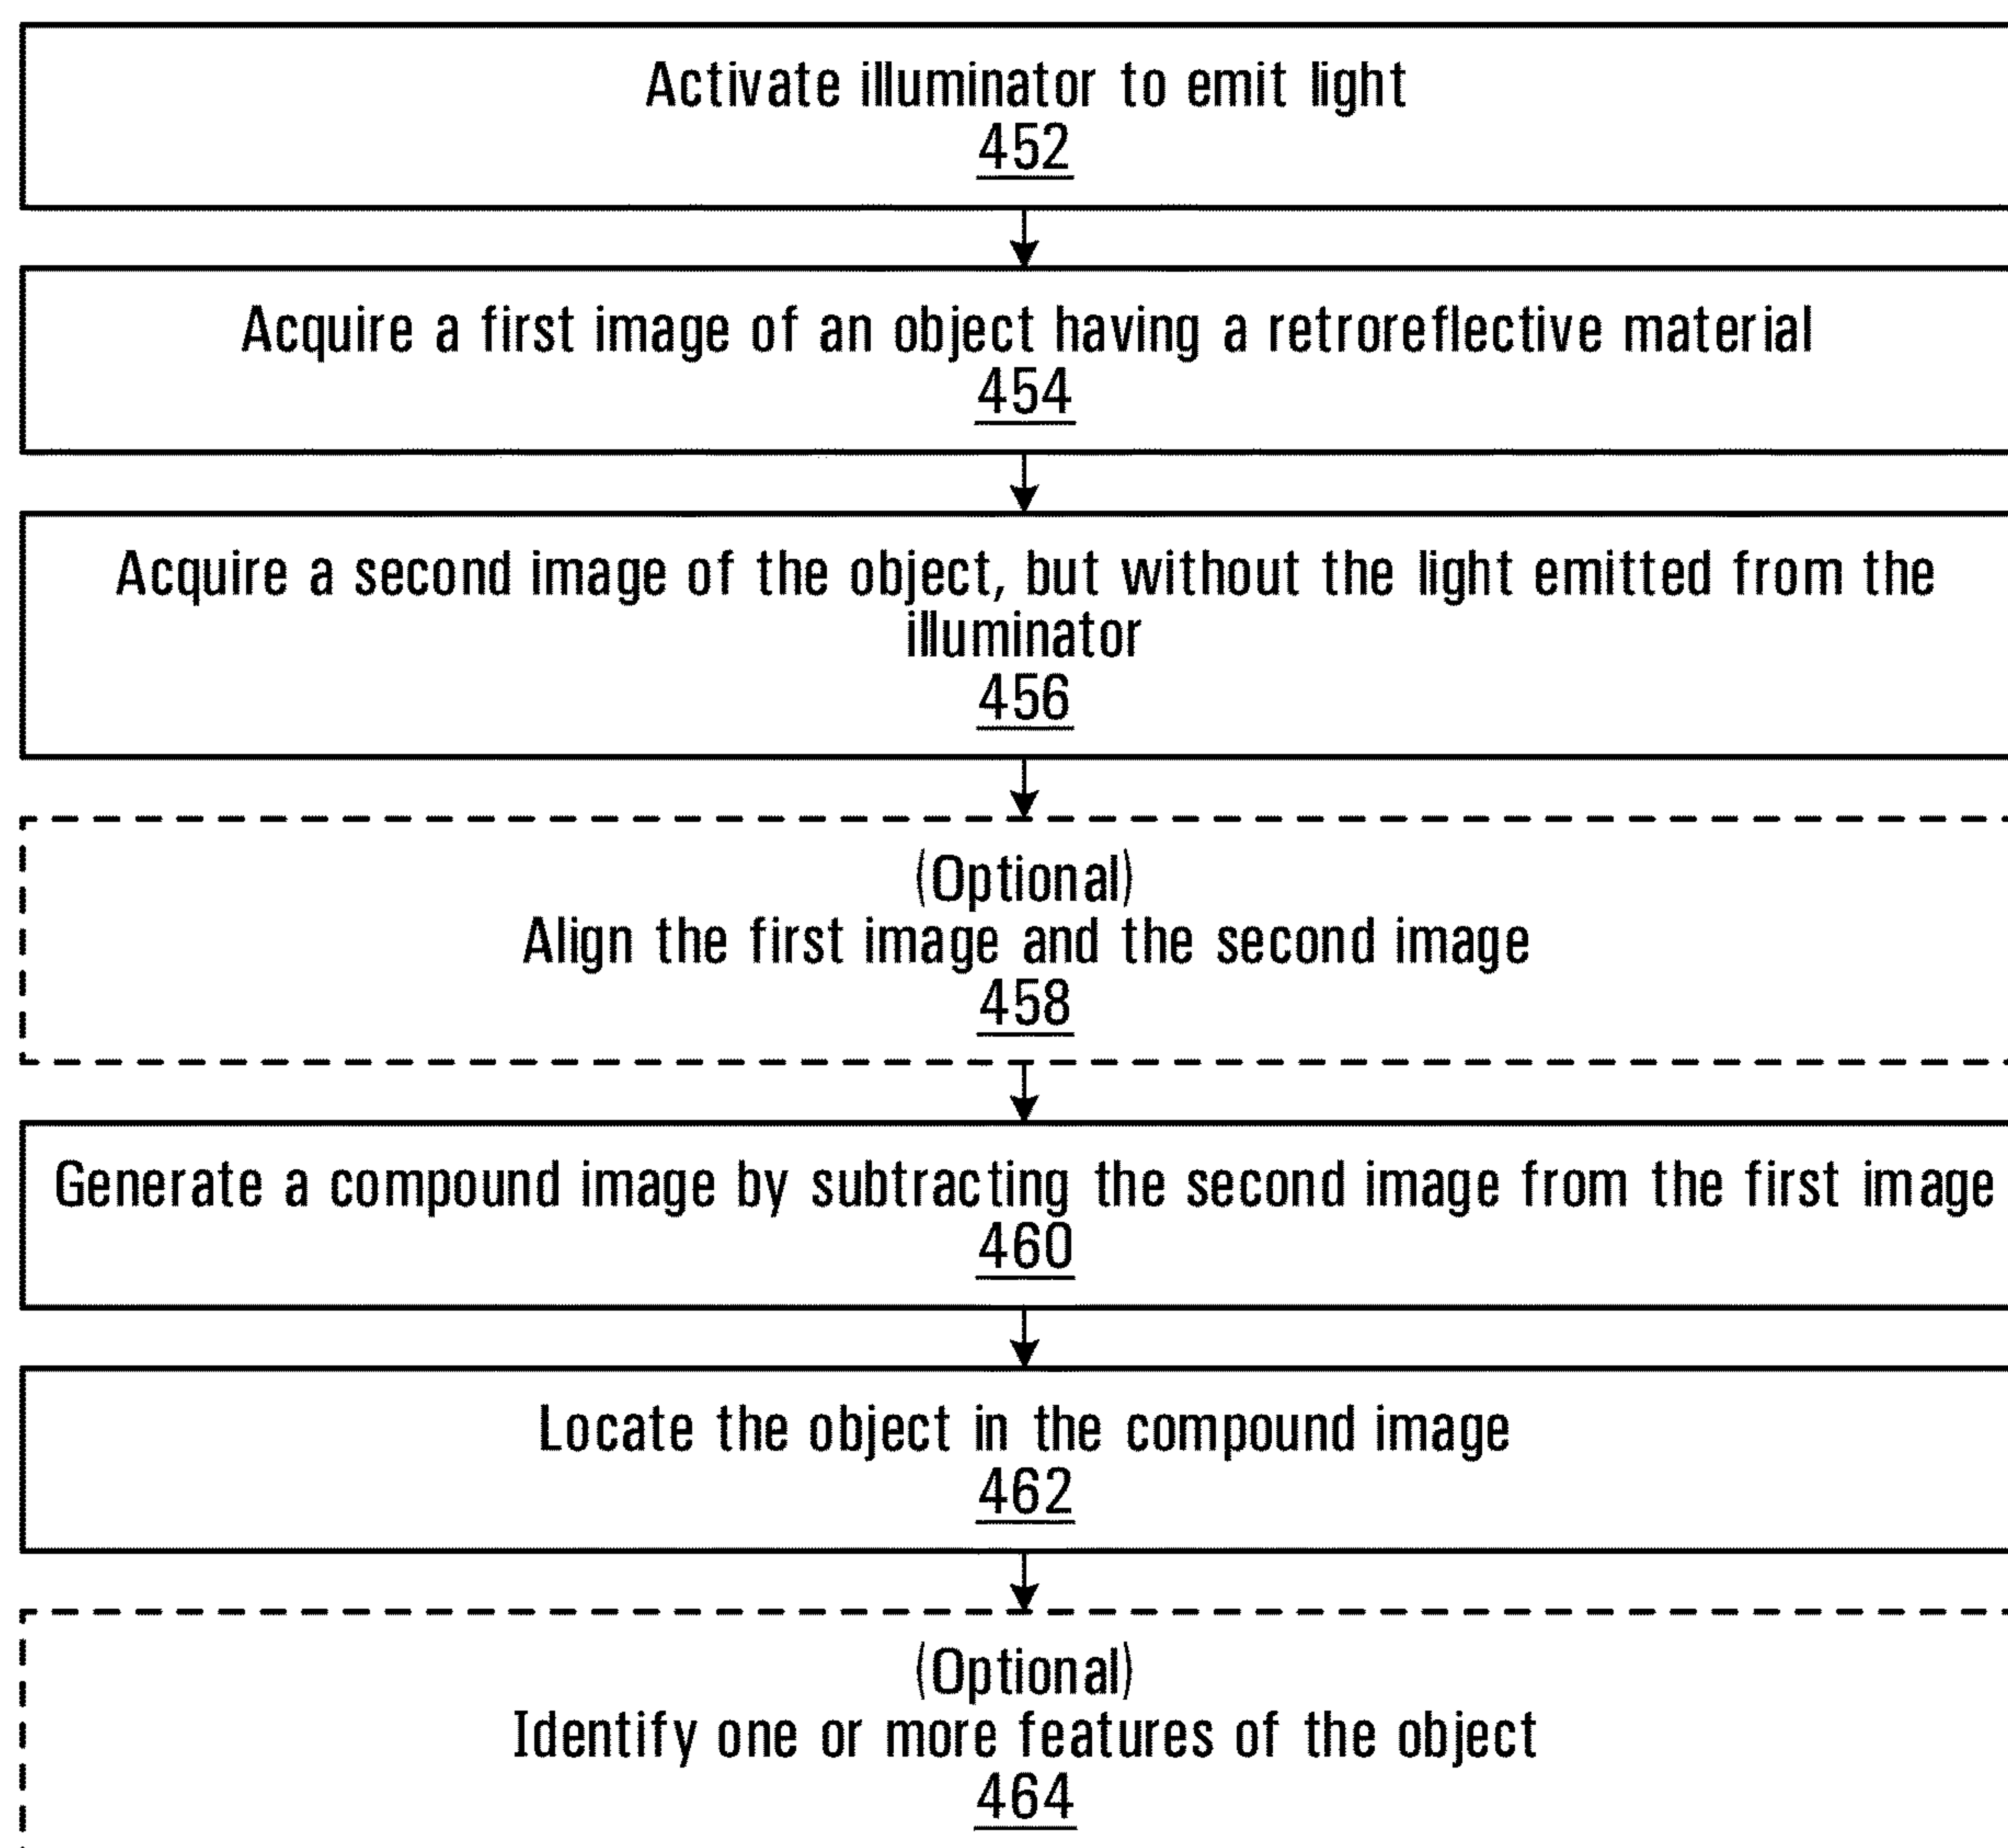 Activate illuminator to emit light
452
Acquire a first image of an object having a retroreflective material
454
Acquire a second image of the object, but without the light emitted from the
illuminator
456
(Optional)
Align the first image and the second image
458
Generate a compound image by subtracting the second image from the first image
460
Locate the object in the compound image
462
(Optional)
Identify one or more features of the object
464